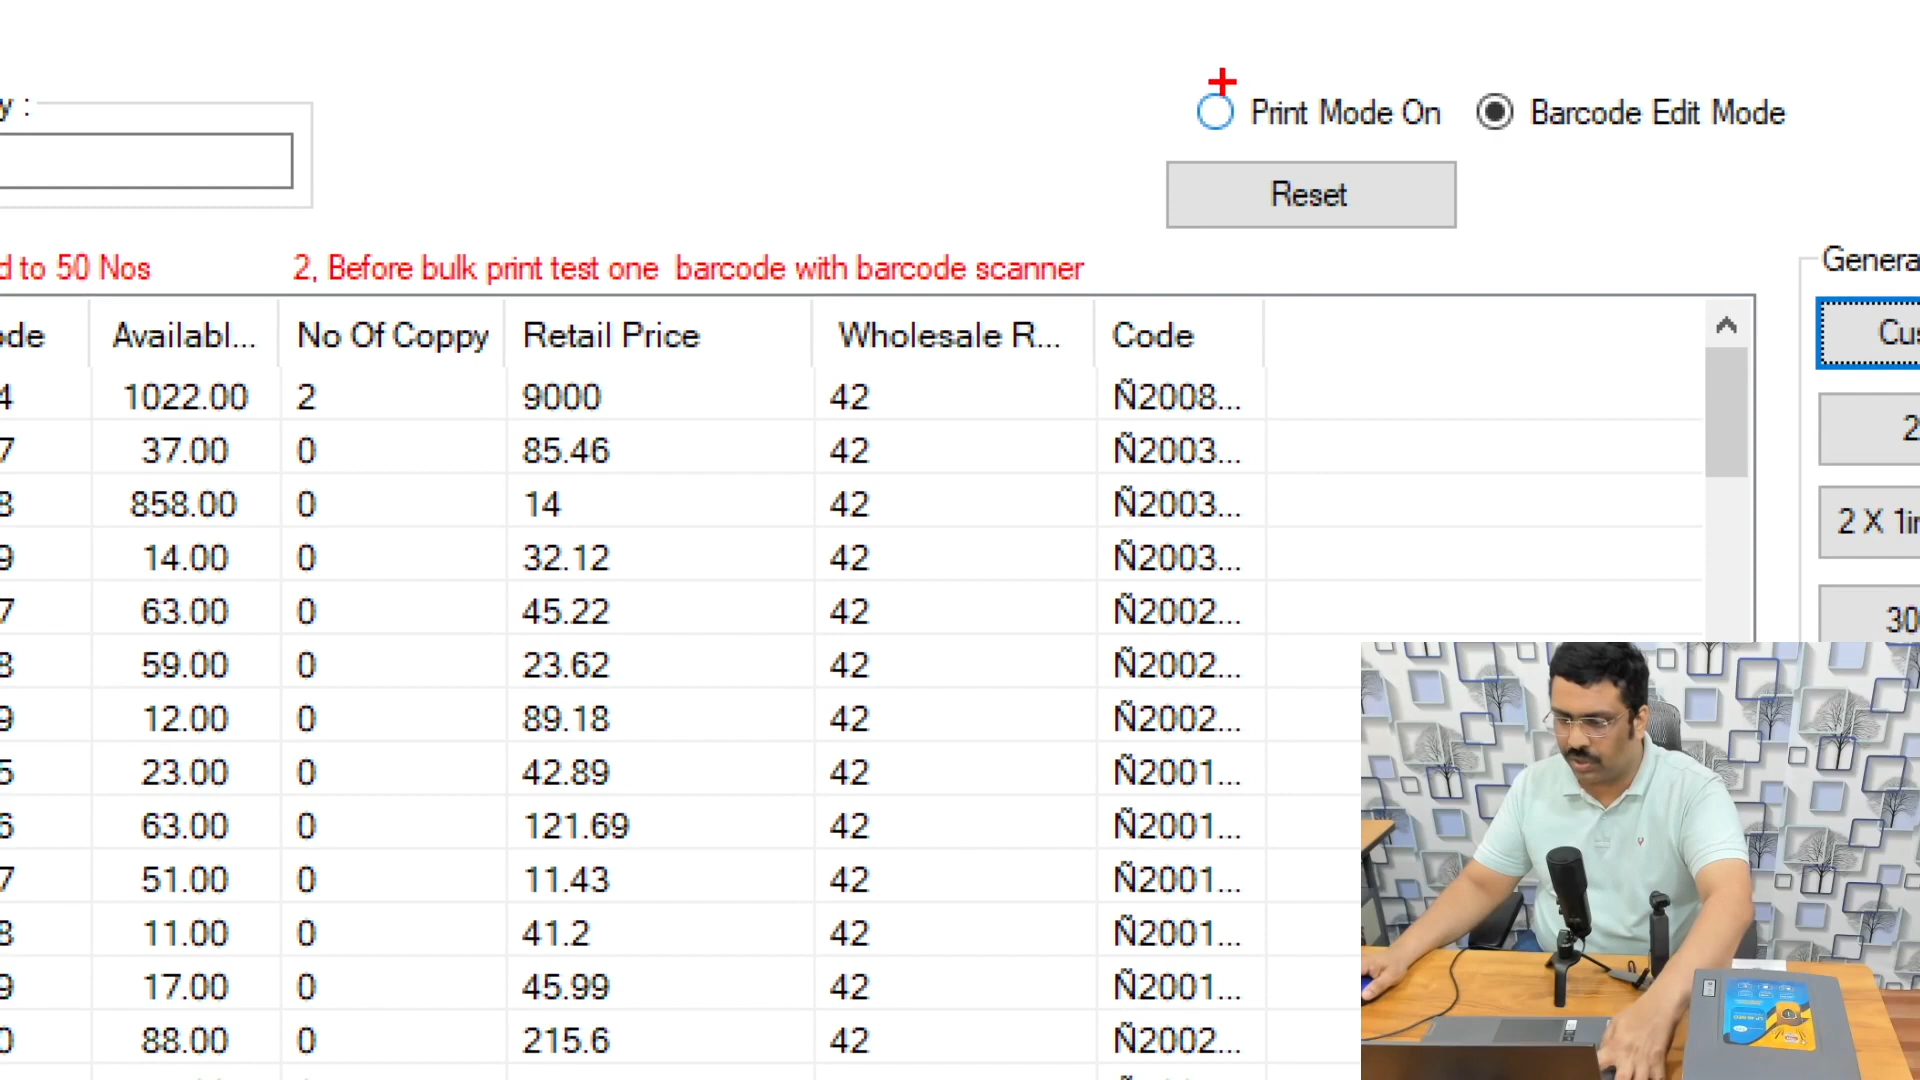 y :
Print Mode On Barcode Edit Mode
Reset
d to 50 Nos 2, Before bulk print test one barcode with barcode scanner
Genera
ode Availabl... No Of Coppy Retail Price Wholesale R... Code
Cus
4 1022.00 2 9000 42 Ñ2008...
7 37.00 0 85.46 42 Ñ2003...
2
8 858.00 0 14 42 Ñ2003...
2 X 1in
9 14.00 0 32.12 42 Ñ2003...
7 63.00 0 45.22 42 Ñ2002...
30
8 59.00 0 23.62 42 Ñ2002...
9 12.00 0 89.18 42 Ñ2002...
5 23.00 0 42.89 42 Ñ2001...
6 63.00 0 121.69 42 Ñ2001...
7 51.00 0 11.43 42 Ñ2001...
8 11.00 0 41.2 42 Ñ2001...
9 17.00 0 45.99 42 Ñ2001...
0 88.00 0 215.6 42 Ñ2002...